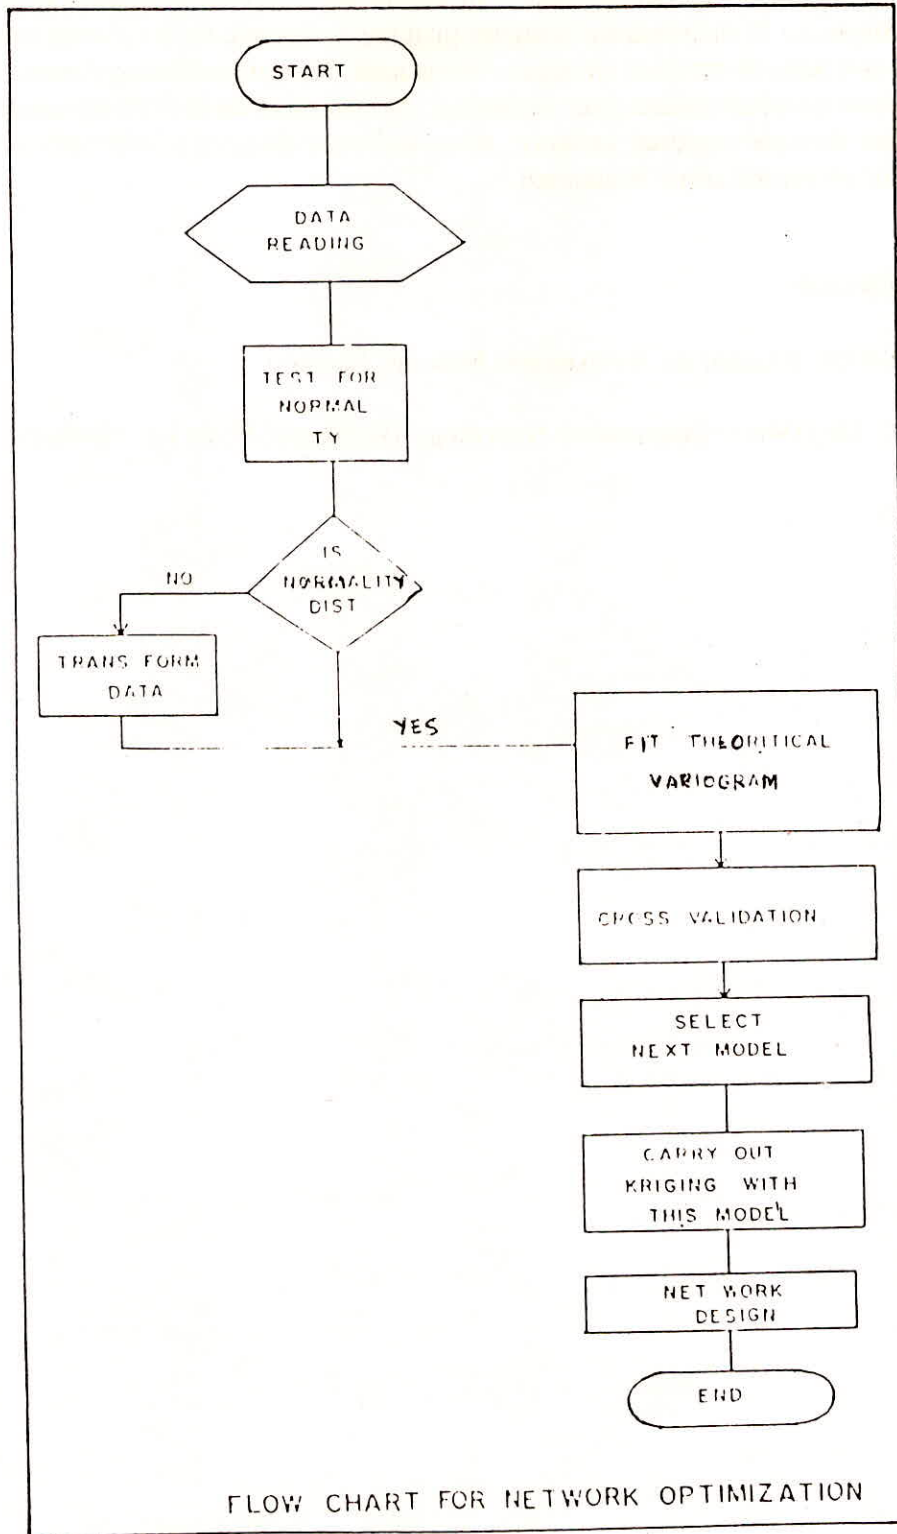 START
DATA
READING
TEST FOR
NORMAL
TY
IS
NORMALITY
DIST
NO
TRANS FORM
DATA
YES
FIT THEORITICAL
VARIOGRAM
CROSS VALIDATION
SELECT
NEXT MODEL
CARRY OUT
KRIGING WITH
THIS MODEL
NET WORK
DESIGN
END
FLOW CHART FOR NETWORK OPTIMIZATION